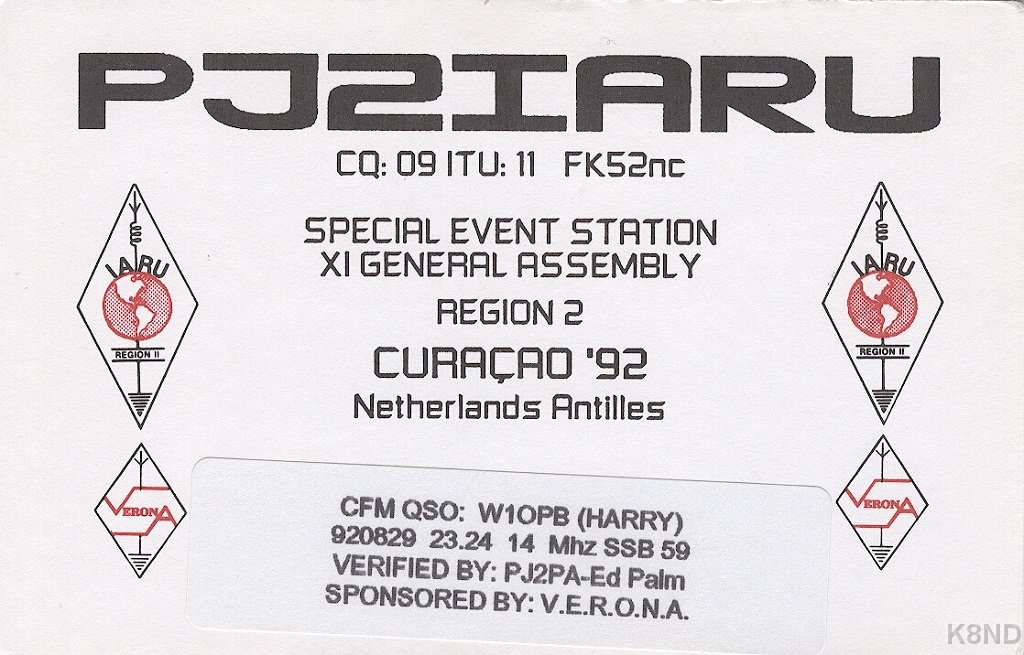 PJ2IARU
CQ: 09 ITU: 11 FK52nc
SPECIAL EVENT STATION
XI GENERAL ASSEMBLY
REGION 2
CURAÇAO '92
Netherlands Antilles
IARU
REGION II
IARU
REGION II
VERONA
VERONA
CFM QSO: W1OPB (HARRY)
920829 23.24 14 Mhz SSB 59
VERIFIED BY: PJ2PA-Ed Palm
SPONSORED BY: V.E.R.O.N.A.
K8ND